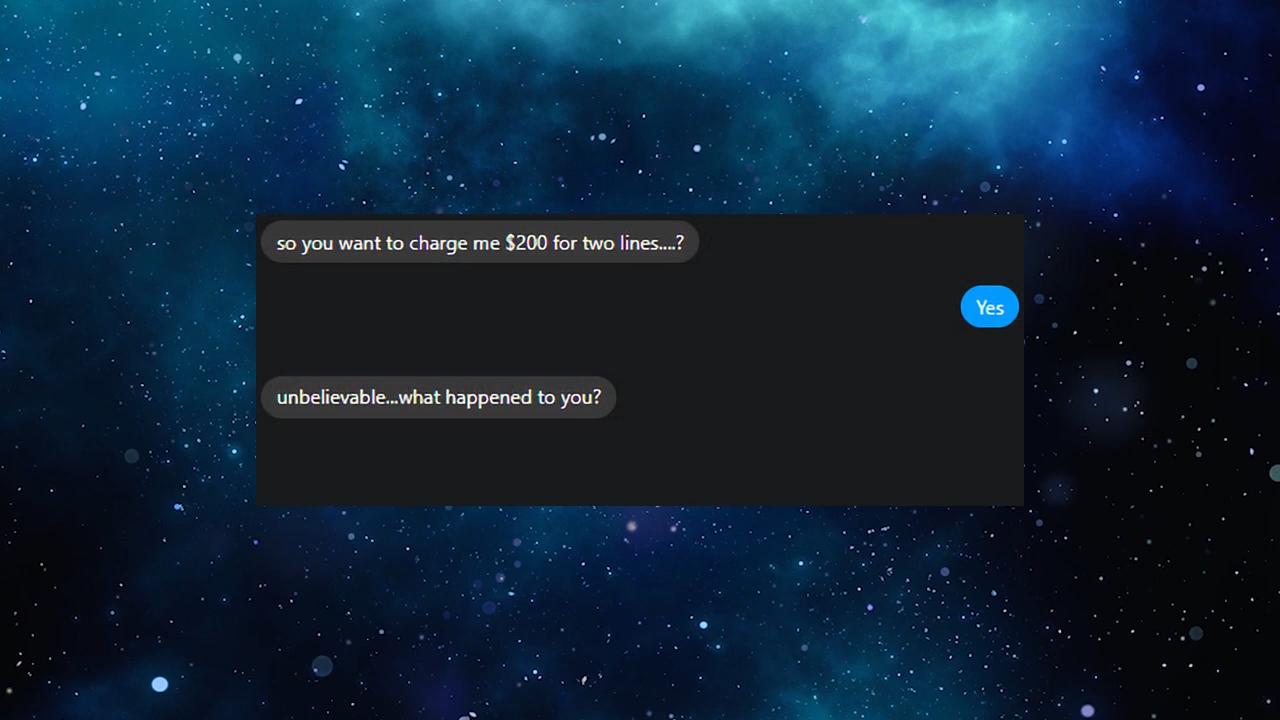 so you want to charge me $200 for two lines....?
Yes
unbelievable...what happened to you?